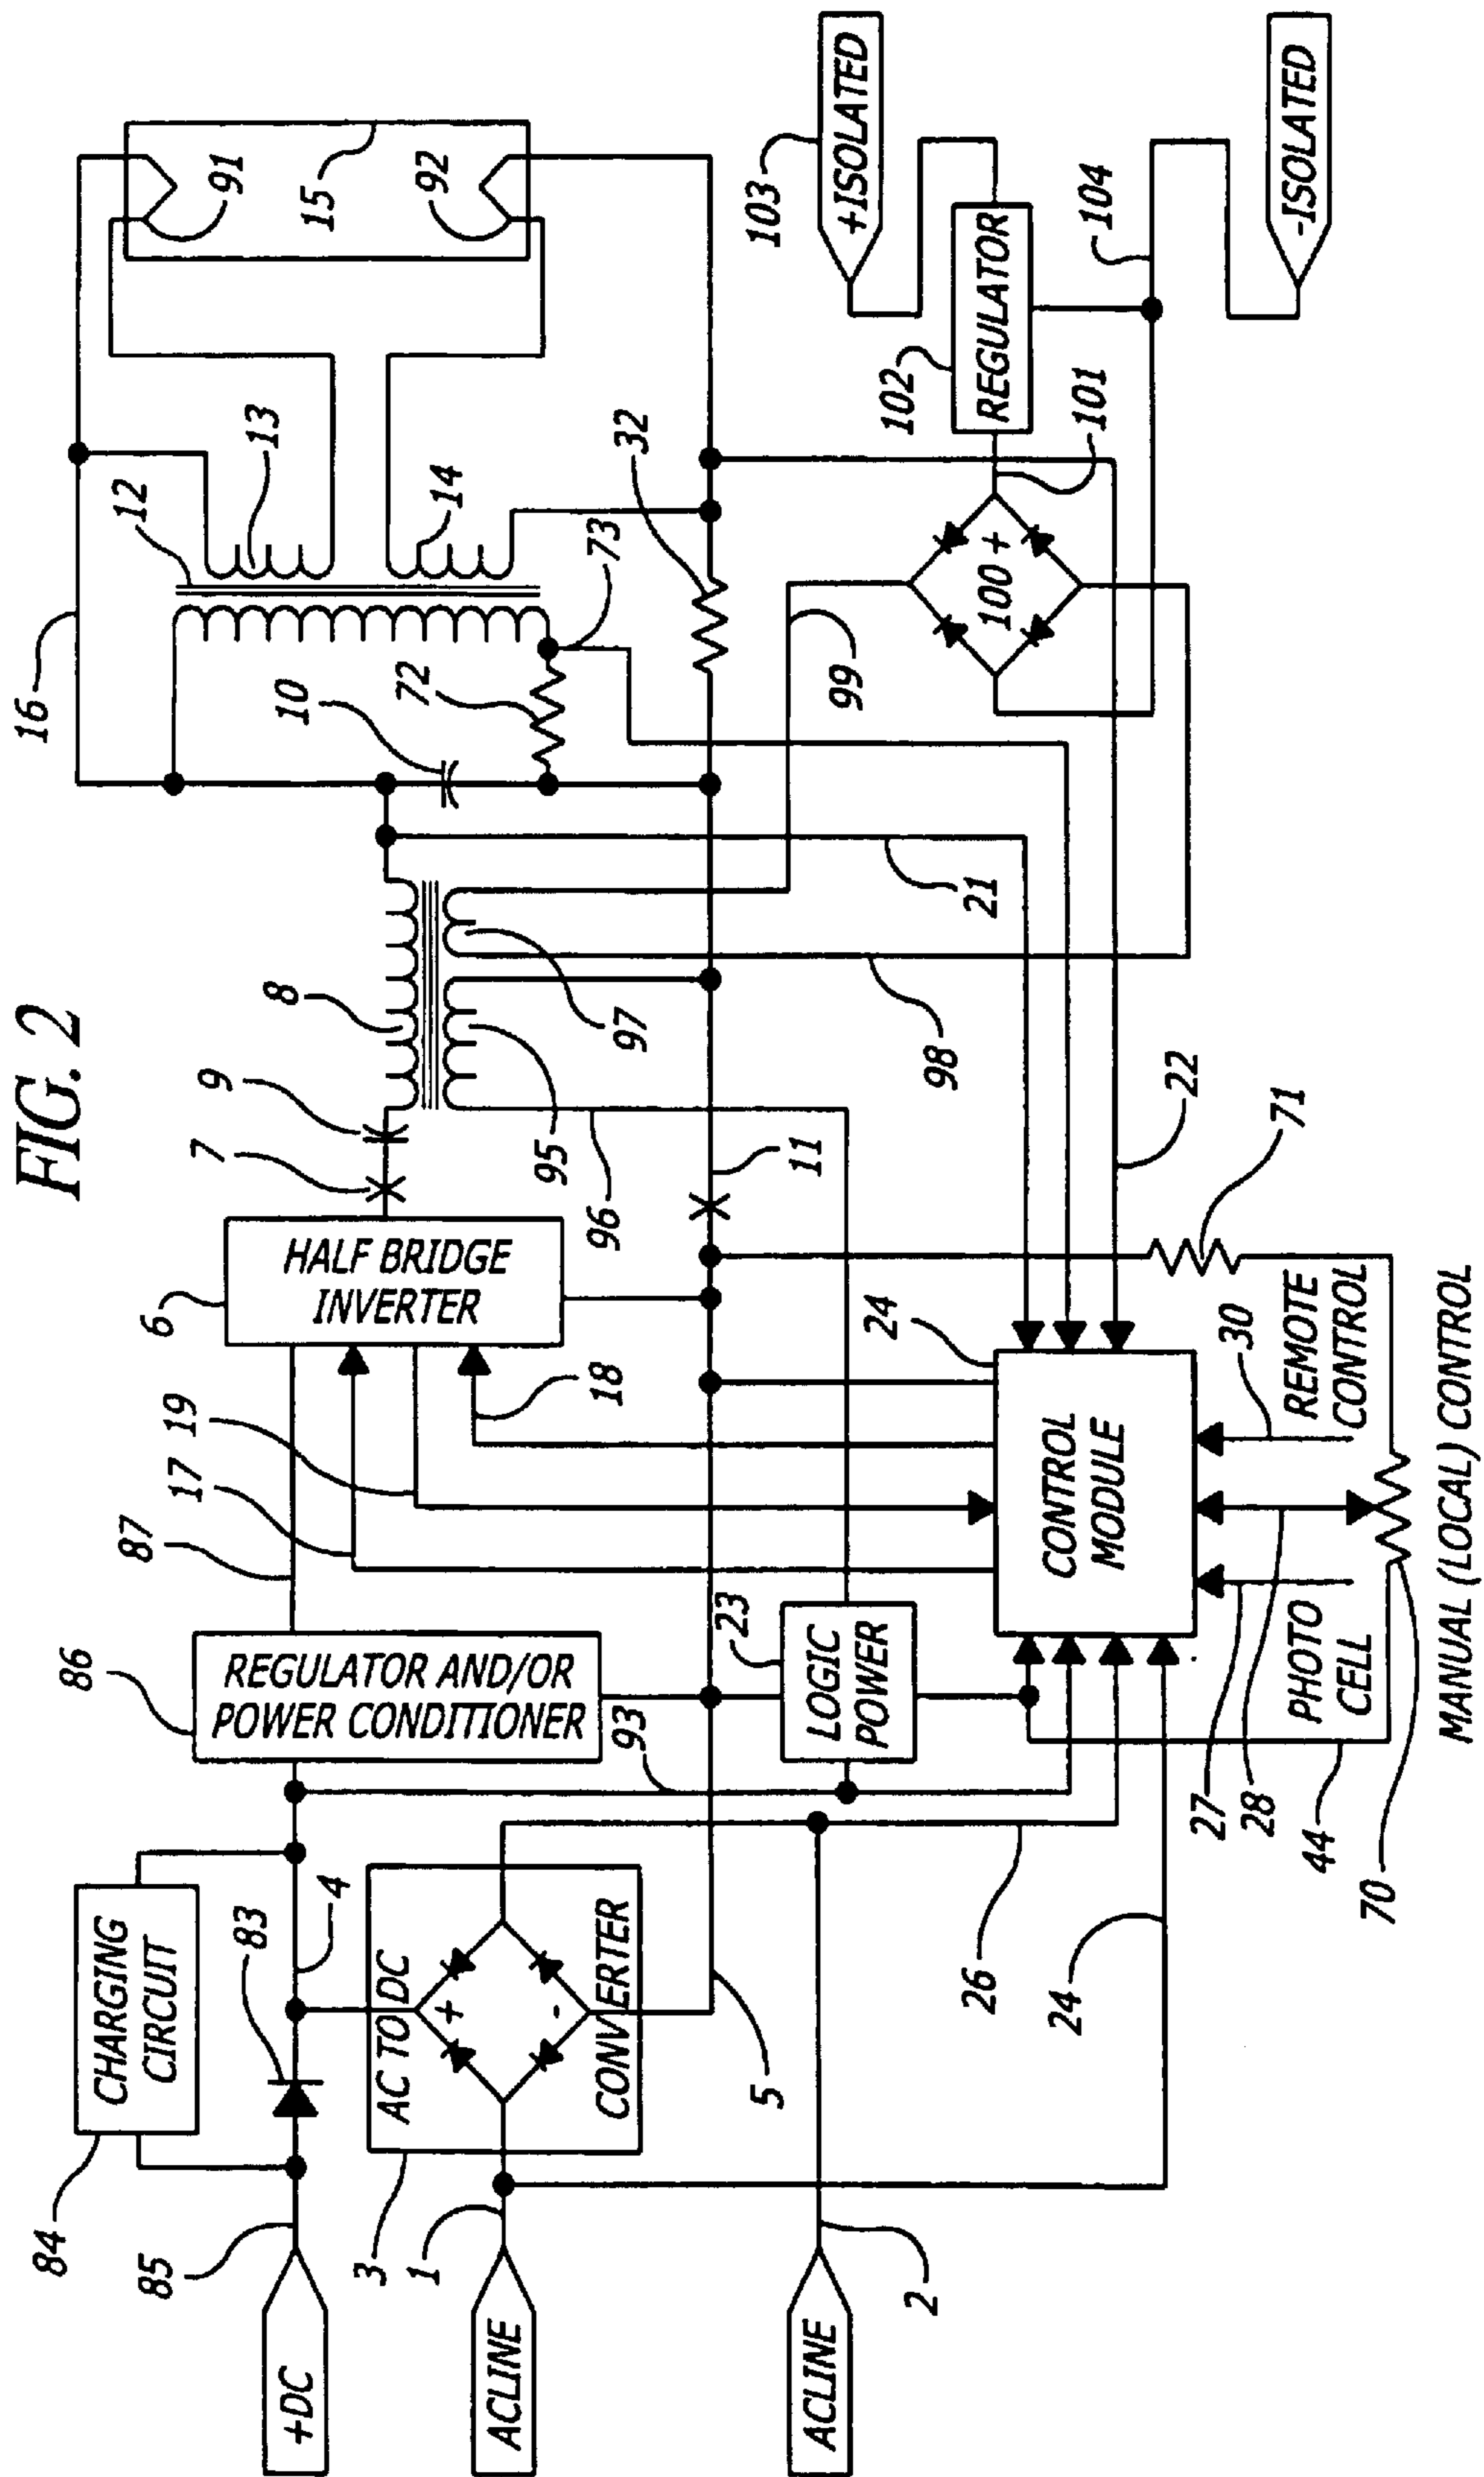 FIG. 2
CHARGING
CIRCUIT
84
83
85
+DC
4
86
REGULATOR AND/OR
POWER CONDITIONER
87
17
19
6
HALF BRIDGE
INVERTER
18
7
9
8
10
16
12
13
14
72
73
91
15
92
ACLINE
1
3
AC TO DC
+
-
CONVERTER
ACLINE
2
5
93
23
LOGIC
POWER
95
96
11
97
98
21
99
32
100 +
101
102
REGULATOR
103
+ISOLATED
104
-ISOLATED
26
24
24
CONTROL
MODULE
22
71
27
28
44
70
PHOTO
CELL
30
REMOTE
CONTROL
MANUAL (LOCAL) CONTROL